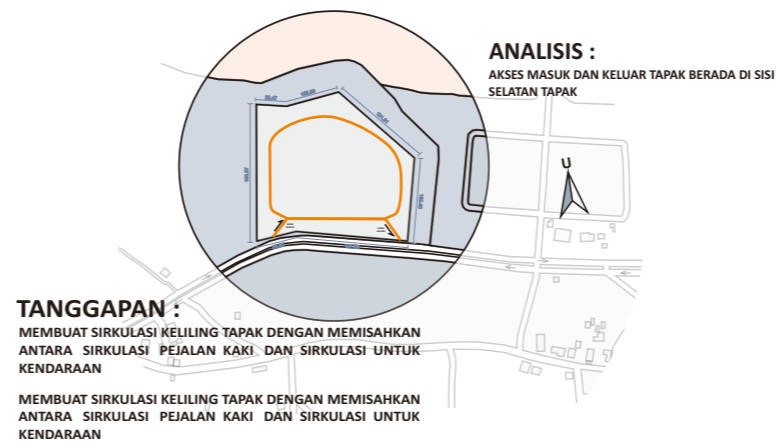 ANALISIS :
AKSES MASUK DAN KELUAR TAPAK BERADA DI SISI
SELATAN TAPAK
U
TANGGAPAN :
MEMBUAT SIRKULASI KELILING TAPAK DENGAN MEMISAHKAN
ANTARA SIRKULASI PEJALAN KAKI DAN SIRKULASI UNTUK
KENDARAAN
MEMBUAT SIRKULASI KELILING TAPAK DENGAN MEMISAHKAN
ANTARA SIRKULASI PEJALAN KAKI DAN SIRKULASI UNTUK
KENDARAAN